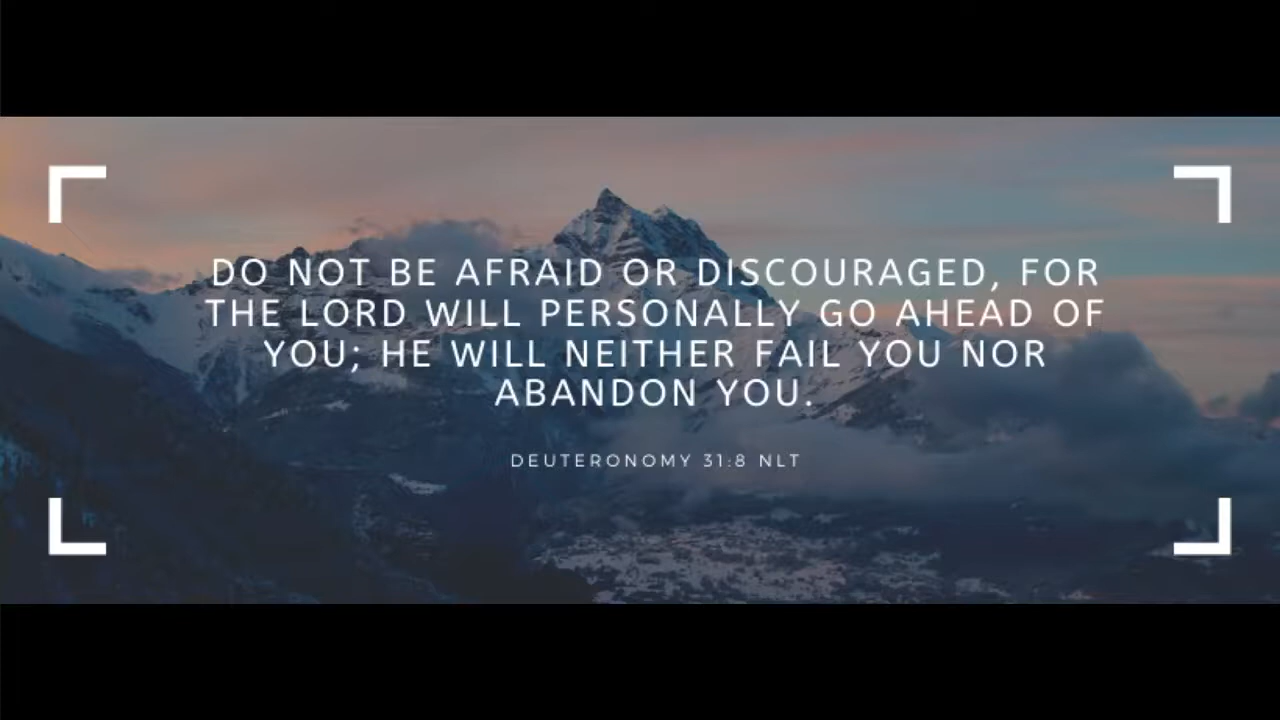 DO NOT BE AFRAID OR DISCOURAGED, FOR
THE LORD WILL PERSONALLY GO AHEAD OF
YOU; HE WILL NEITHER FAIL YOU NOR
ABANDON YOU.
DEUTERONOMY 31:8 NLT